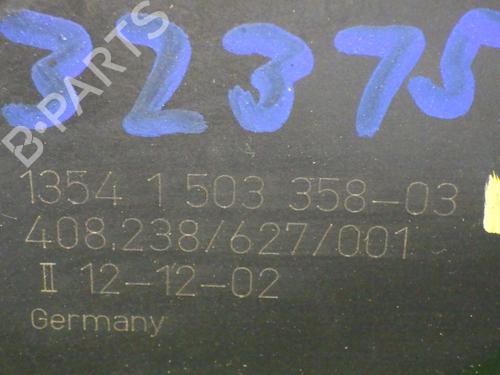 32375
B-PARTS
1354 1 503 358-03
408.238/627/001
II 12-12-02
Germany